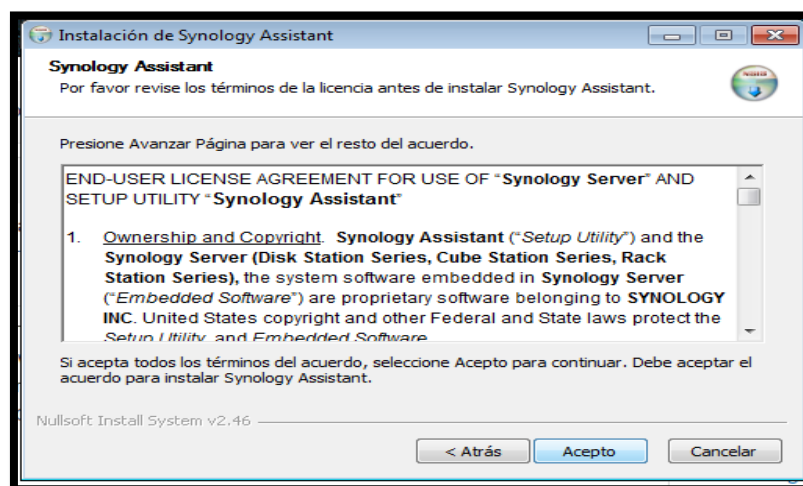 Instalación de Synology Assistant
Synology Assistant
Por favor revise los términos de la licencia antes de instalar Synology Assistant.
Presione Avanzar Página para ver el resto del acuerdo.
END-USER LICENSE AGREEMENT FOR USE OF “Synology Server” AND
SETUP UTILITY “Synology Assistant”
1. Ownership and Copyright. Synology Assistant (“Setup Utility”) and the
Synology Server (Disk Station Series, Cube Station Series, Rack
Station Series), the system software embedded in Synology Server
(“Embedded Software”) are proprietary software belonging to SYNOLOGY
INC. United States copyright and other Federal and State laws protect the
Setup Utility and Embedded Software
Si acepta todos los términos del acuerdo, seleccione Acepto para continuar. Debe aceptar el
acuerdo para instalar Synology Assistant.
Nullsoft Install System v2.46
< Atrás Acepto Cancelar